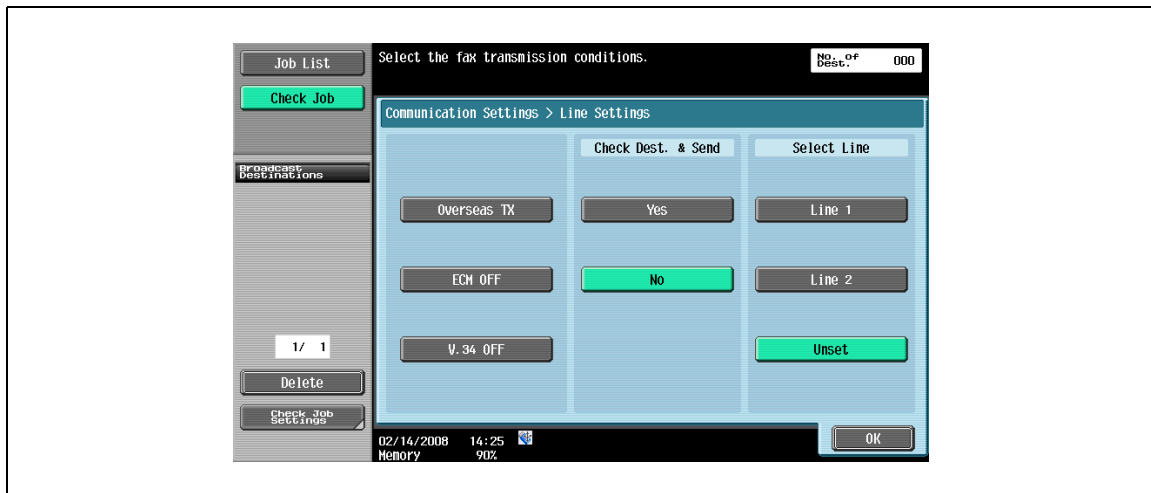 Job List
Check Job
Select the fax transmission conditions.
No. of
Dest.
000
Communication Settings > Line Settings
Check Dest. & Send
Select Line
Broadcast
Destinations
Overseas TX
Yes
Line 1
ECM OFF
No
Line 2
V.34 OFF
Unset
1/ 1
Delete
Check Job
Settings
02/14/2008 14:25
Memory 90%
OK